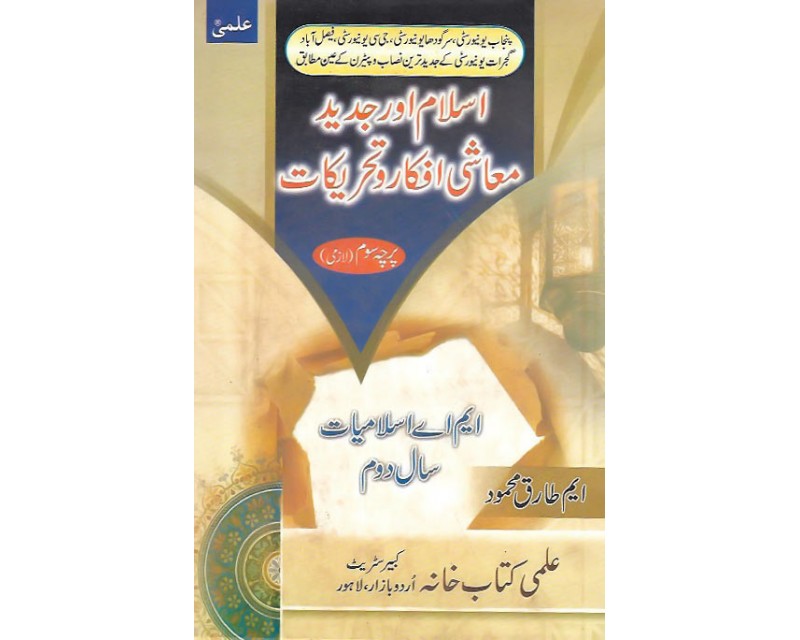 علمی®
پنجاب یونیورسٹی، سرگودھا یونیورسٹی، جی سی یونیورسٹی، فیصل آباد
گجرات یونیورسٹی کے جدید ترین نصاب و پیٹرن کے عین مطابق
اسلام اور جدید
معاشی افکار و تحریکات
پرچہ سوم (لازمی)
ایم اے اسلامیات
سال دوم
ایم طارق محمود
علمی کتاب خانہ کبیر سٹریٹ
اُردو بازار، لاہور